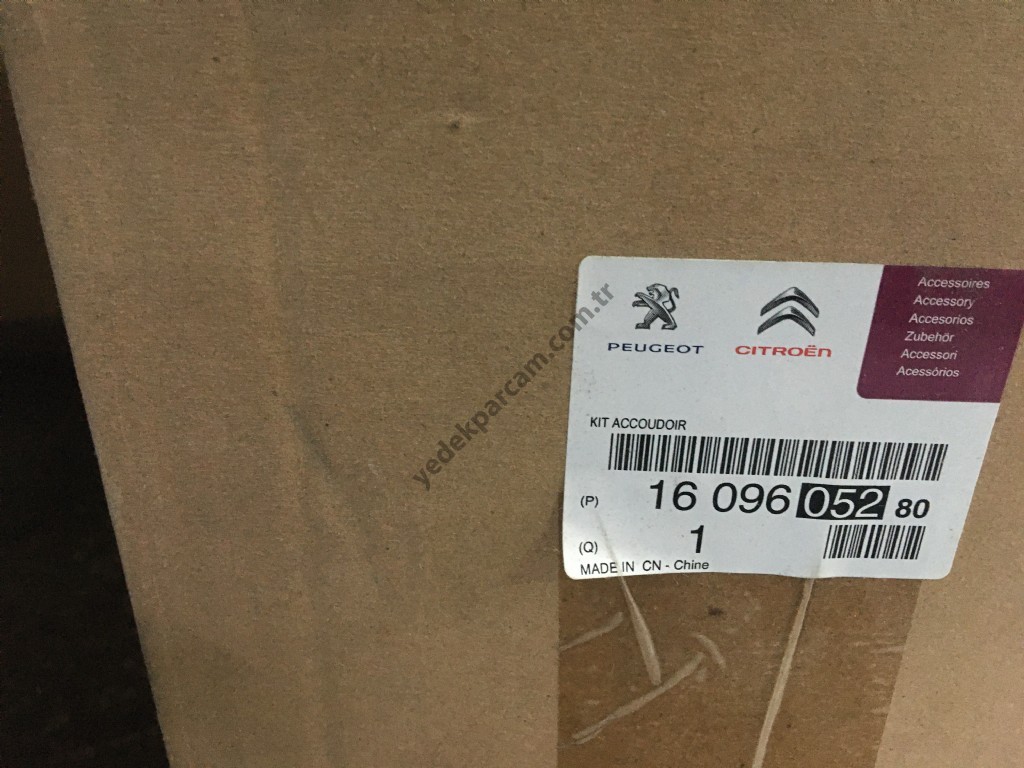 PEUGEOT
CITROËN
Accessoires
Accessory
Accesorios
Zubehör
Accessori
Acessórios
KIT ACCOUDOIR
(P) 16 096 052 80
(Q) 1
MADE IN CN - Chine
yedekparcam.com.tr